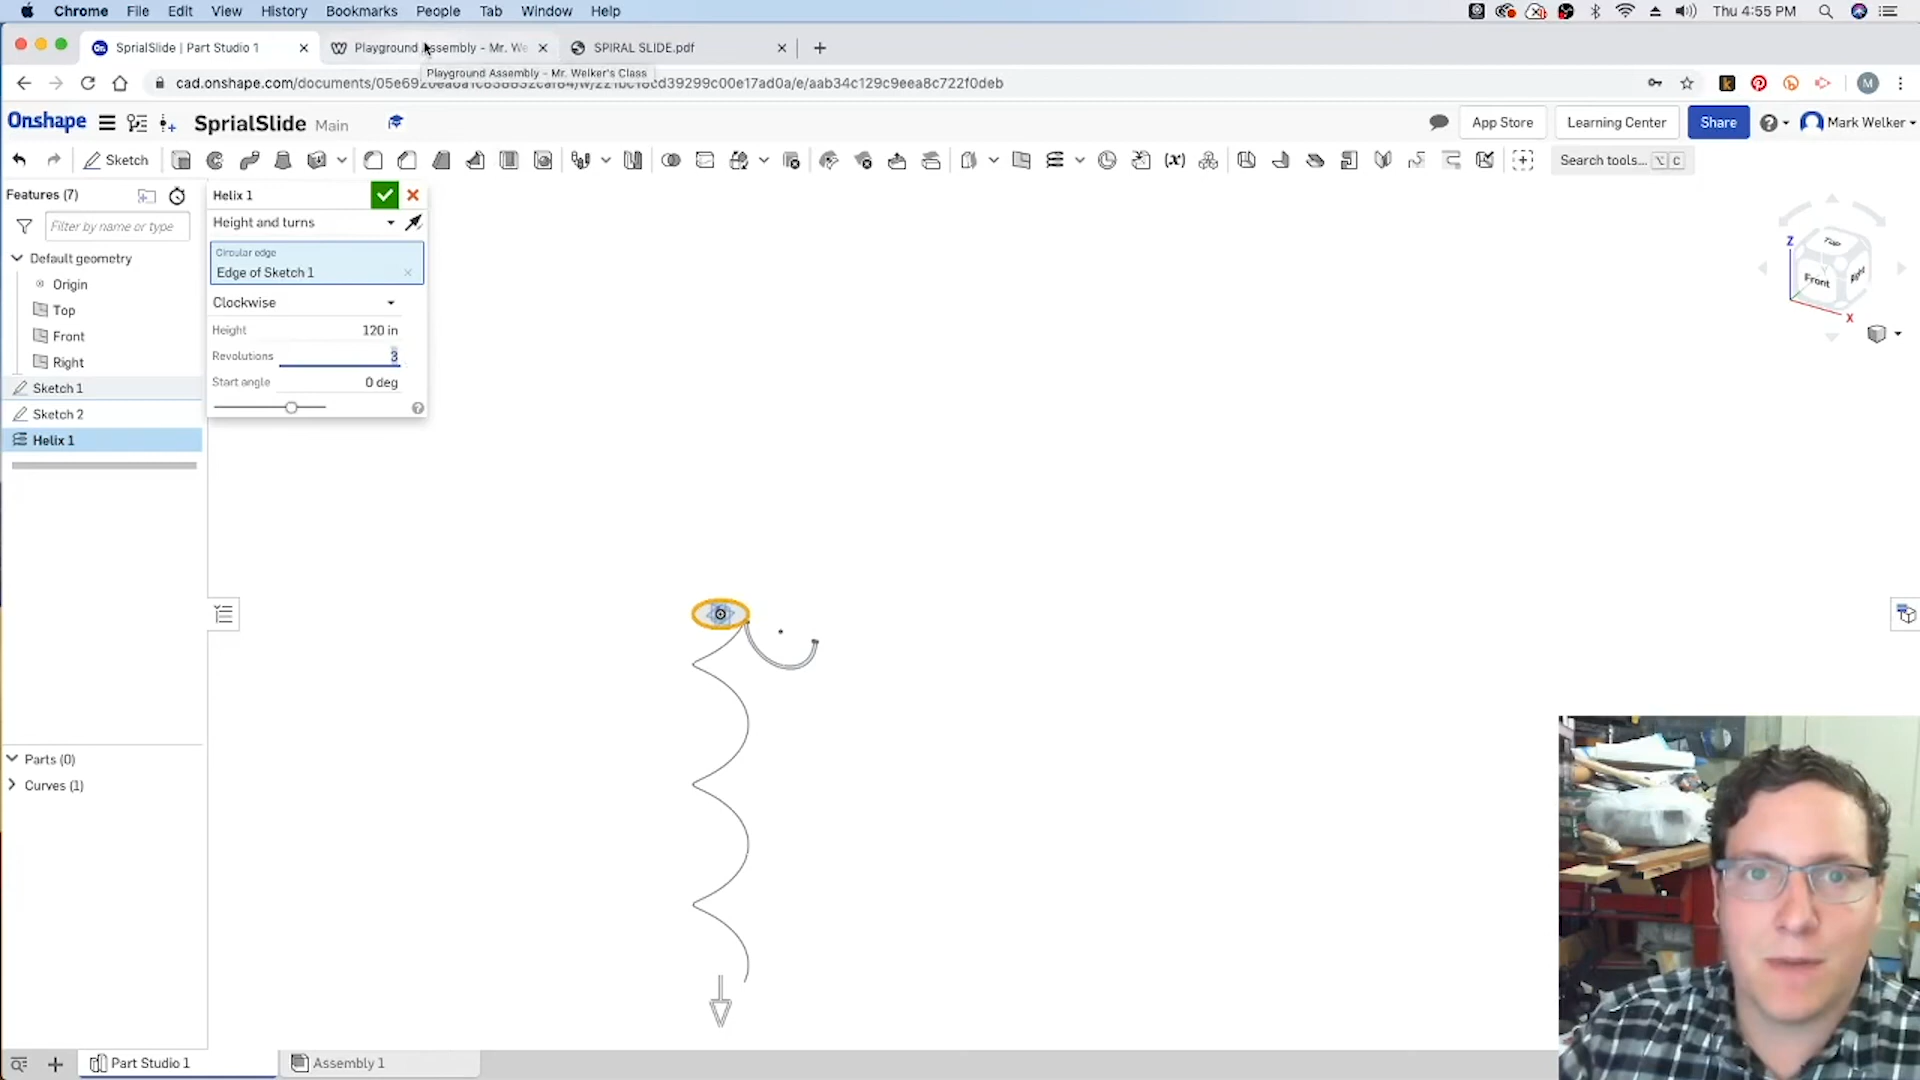 Chrome File Edit View History Bookmarks People Tab Window Help
Thu 4:55 PM
On SprialSlide | Part Studio 1
Playground Assembly - Mr. We
SPIRAL SLIDE.pdf
Playground Assembly - Mr. Welker's Class
Onshape
SprialSlide Main
App Store
Learning Center
Share
Mark Welker
M
Sketch
(x)
Search tools... ⌥ C
Features (7)
Filter by name or type
Default geometry
Origin
Top
Front
Right
Sketch 1
Sketch 2
Helix 1
Helix 1
Height and turns
Circular edge
Edge of Sketch 1
Clockwise
Height 120 in
Revolutions 3
Start angle 0 deg
Z
Top
Front
Right
X
Parts (0)
Curves (1)
Part Studio 1
Assembly 1